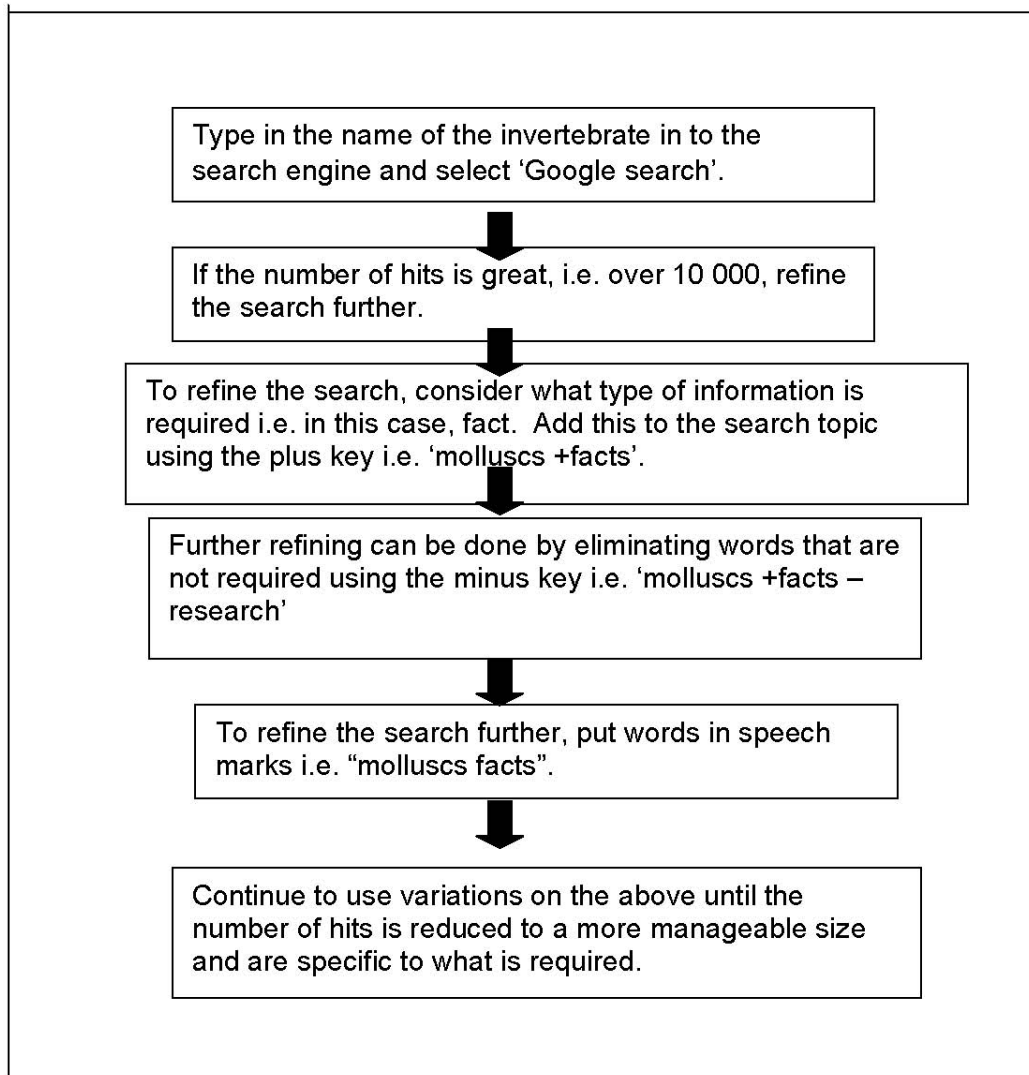 Type in the name of the invertebrate in to the
search engine and select ‘Google search’.
If the number of hits is great, i.e. over 10 000, refine
the search further.
To refine the search, consider what type of information is
required i.e. in this case, fact.  Add this to the search topic
using the plus key i.e. ‘molluscs +facts’.
Further refining can be done by eliminating words that are
not required using the minus key i.e. ‘molluscs +facts –
research’
To refine the search further, put words in speech
marks i.e. “molluscs facts”.
Continue to use variations on the above until the
number of hits is reduced to a more manageable size
and are specific to what is required.